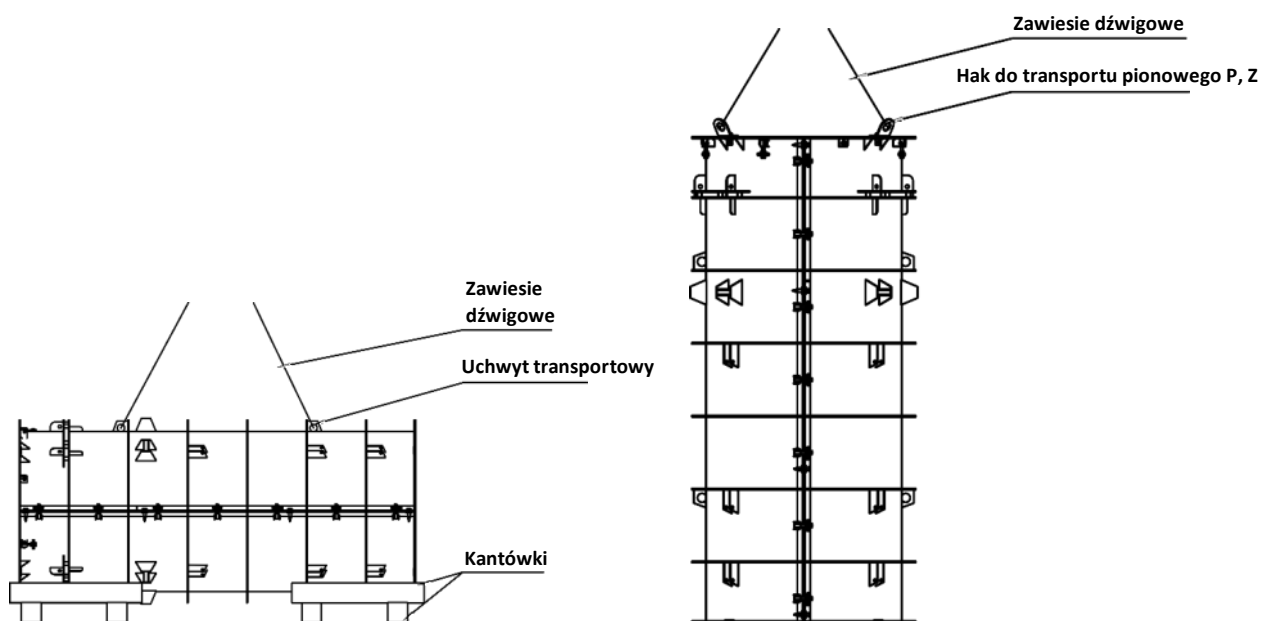 Zawiesie dźwigowe
Hak do transportu pionowego P, Z
Zawiesie
dźwigowe
Uchwyt transportowy
Kantówki